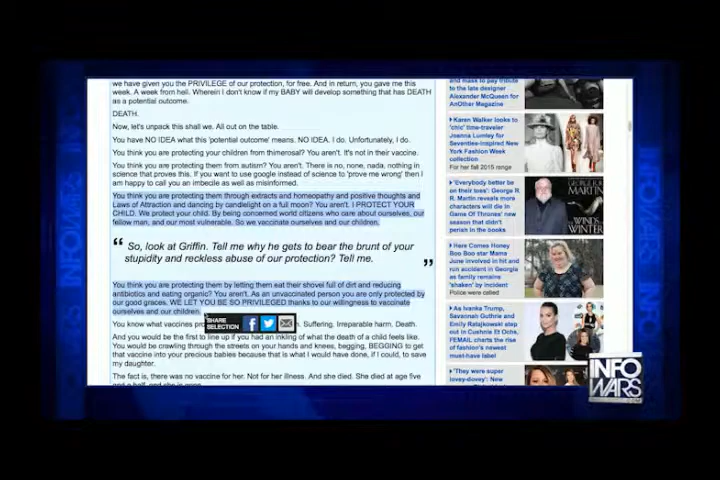 we have given you the PRIVILEGE of our protection, for free. And in return, you gave me this
week. A week from hell. Wherein I don't know if my BABY will develop something that has DEATH
as a potential outcome.
DEATH.
Now, let's unpack this shall we. All out on the table.
You have NO IDEA what this 'potential outcome' means. NO IDEA. I do. Unfortunately, I do.
You think you are protecting your children from thimerosal? You aren't. It's not in their vaccine.
You think you are protecting them from autism? You aren't. There is no, none, nada, nothing in
science that proves this. If you want to use google instead of science to 'prove me wrong' then I
am happy to call you an imbecile as well as misinformed.
You think you are protecting them through extracts and homeopathy and positive thoughts and
Laws of Attraction and dancing by candlelight on a full moon? You aren't. I PROTECT YOUR
CHILD. We protect your child. By being concerned world citizens who care about ourselves, our
fellow man, and our most vulnerable. So we vaccinate ourselves and our children.
“ So, look at Griffin. Tell me why he gets to bear the brunt of your
stupidity and reckless abuse of our protection? Tell me. ”
You think you are protecting them by letting them eat their shovel full of dirt and reducing
antibiotics and eating organic? You aren't. As an unvaccinated person you are only protected by
our good graces. WE LET YOU BE SO PRIVILEGED thanks to our willingness to vaccinate
ourselves and our children.
SHARE
SELECTION
You know what vaccines Suffering. Irreparable harm. Death.
And you would be the first to line up if you had an inkling of what the death of a child feels like.
You would be crawling through the streets on your hands and knees, begging, BEGGING to get
that vaccine into your precious babies because that is what I would have done, if I could, to save
my daughter.
The fact is, there was no vaccine for her. Not for her illness. And she died. She died at age five
and a half, and she is gone.
and mask to pay tribute
to the late designer
Alexander McQueen for
AnOther Magazine
Karen Walker looks to
'chic' time-traveler
Joanna Lumley for
Seventies-inspired New
York Fashion Week
collection
For her fall 2015 range
'Everybody better be
on their toes': George R
R. Martin reveals more
characters will die in
Game Of Thrones' new
season that didn't
perish in the books
GEORGE R.R.
MARTIN
WINDS
WINTER
Here Comes Honey
Boo Boo star Mama
June involved in hit and
run accident in Georgia
as family remains
'shaken' by incident
Police were called
Ivanka Trump,
Savannah Guthrie and
Emily Ratajkowski step
out in Cushnie Et Ochs,
FEMAIL charts the rise
of fashion's newest
must-have label
'They were super
lovey-dovey': New
INFO
WARS